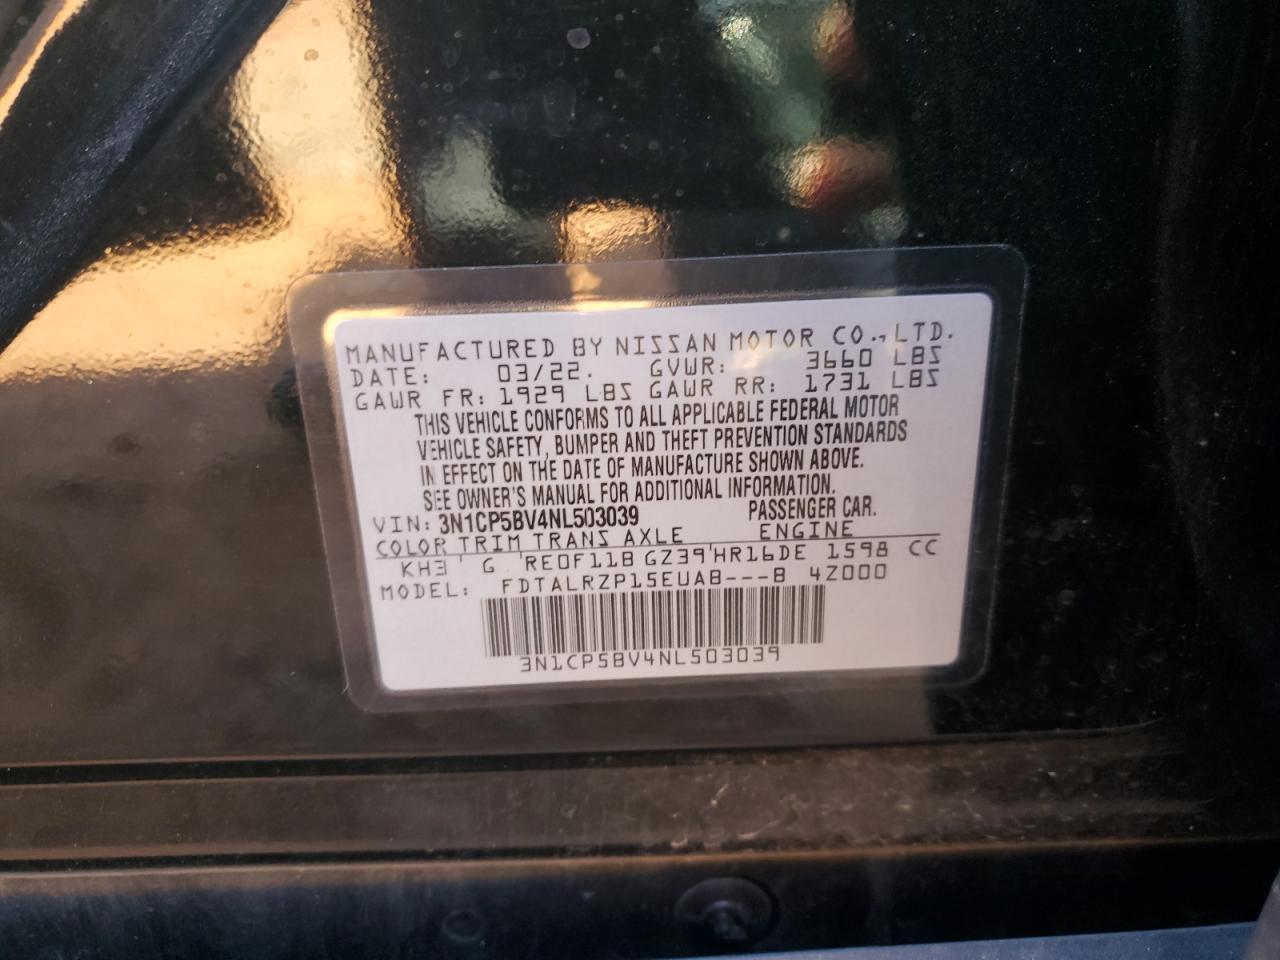 MANUFACTURED BY NISSAN MOTOR CO., LTD.
DATE: 03/22. GVWR: 3660 LBS
GAWR FR: 1929 LBS GAWR RR: 1731 LBS
THIS VEHICLE CONFORMS TO ALL APPLICABLE FEDERAL MOTOR
VEHICLE SAFETY, BUMPER AND THEFT PREVENTION STANDARDS
IN EFFECT ON THE DATE OF MANUFACTURE SHOWN ABOVE.
SEE OWNER'S MANUAL FOR ADDITIONAL INFORMATION.
VIN: 3N1CP5BV4NL503039 PASSENGER CAR.
COLOR TRIM TRANS AXLE ENGINE
KH3 G RE0F11B GZ39 HR16DE 1598 CC
MODEL: FDTALRZP15EUAB---B 4Z000
3N1CP5BV4NL503039